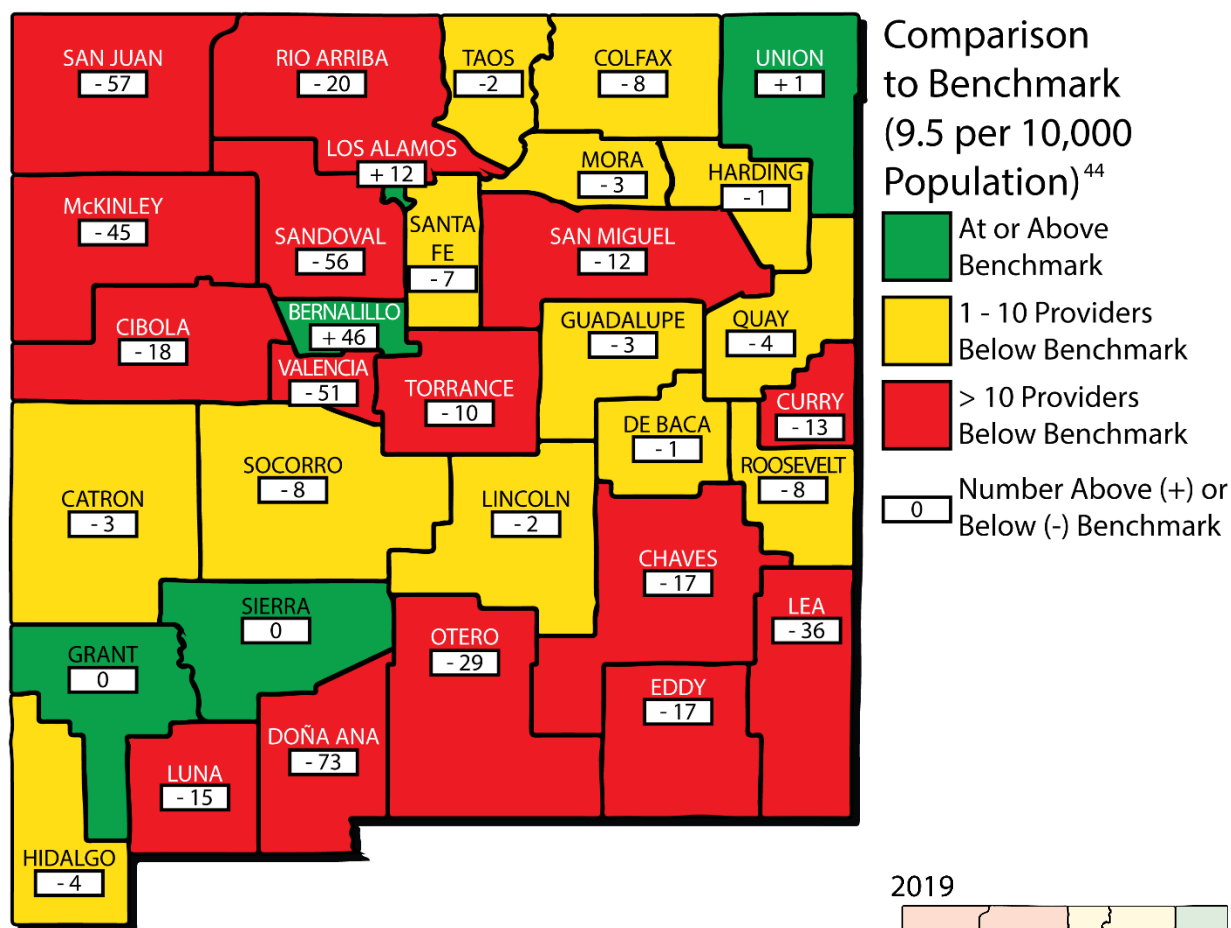 SAN JUAN
- 57
RIO ARRIBA
- 20
TAOS
-2
COLFAX
- 8
UNION
+ 1
LOS ALAMOS
+ 12
MORA
- 3
HARDING
- 1
McKINLEY
- 45
SANDOVAL
- 56
SANTA
FE
- 7
SAN MIGUEL
- 12
CIBOLA
- 18
BERNALILLO
+ 46
VALENCIA
- 51
TORRANCE
- 10
GUADALUPE
- 3
QUAY
- 4
CURRY
- 13
DE BACA
- 1
ROOSEVELT
- 8
CATRON
- 3
SOCORRO
- 8
LINCOLN
- 2
CHAVES
- 17
LEA
- 36
SIERRA
0
GRANT
0
OTERO
- 29
EDDY
- 17
DOÑA ANA
- 73
LUNA
- 15
HIDALGO
- 4
Comparison
to Benchmark
(9.5 per 10,000
Population) 44
At or Above
Benchmark
1 - 10 Providers
Below Benchmark
> 10 Providers
Below Benchmark
0
Number Above (+) or
Below (-) Benchmark
2019